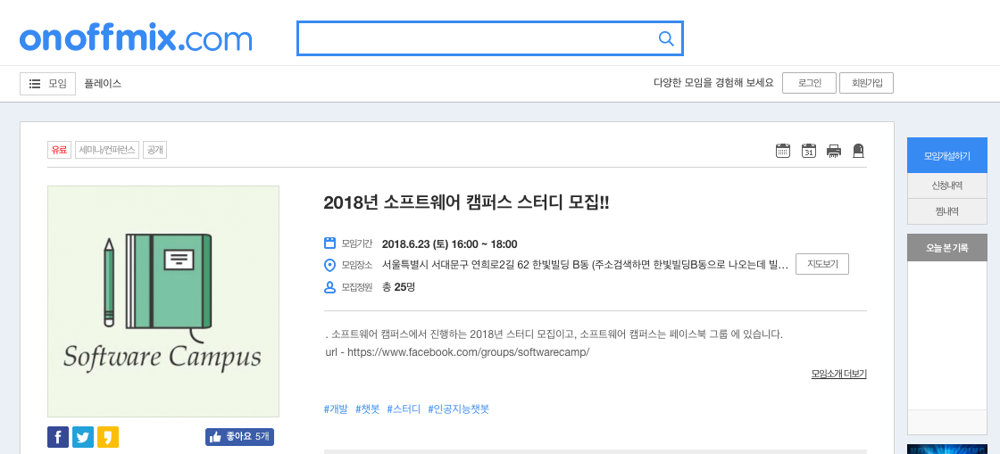 onoffmix.com
모임
플레이스
다양한 모임을 경험해 보세요
로그인
회원가입
유료
세미나/컨퍼런스
공개
31
모임개설하기
신청내역
찜내역
오늘 본 기록
Software Campus
2018년 소프트웨어 캠퍼스 스터디 모집!!
모임기간 2018.6.23 (토) 16:00 ~ 18:00
모임장소 서울특별시 서대문구 연희로2길 62 한빛빌딩 B동 (주소검색하면 한빛빌딩B동으로 나오는데 빌... 지도보기
모집정원 총 25명
. 소프트웨어 캠퍼스에서 진행하는 2018년 스터디 모집이고, 소프트웨어 캠퍼스는 페이스북 그룹 에 있습니다.
url - https://www.facebook.com/groups/softwarecamp/
모임소개 더보기
#개발 #챗봇 #스터디 #인공지능챗봇
좋아요 5개